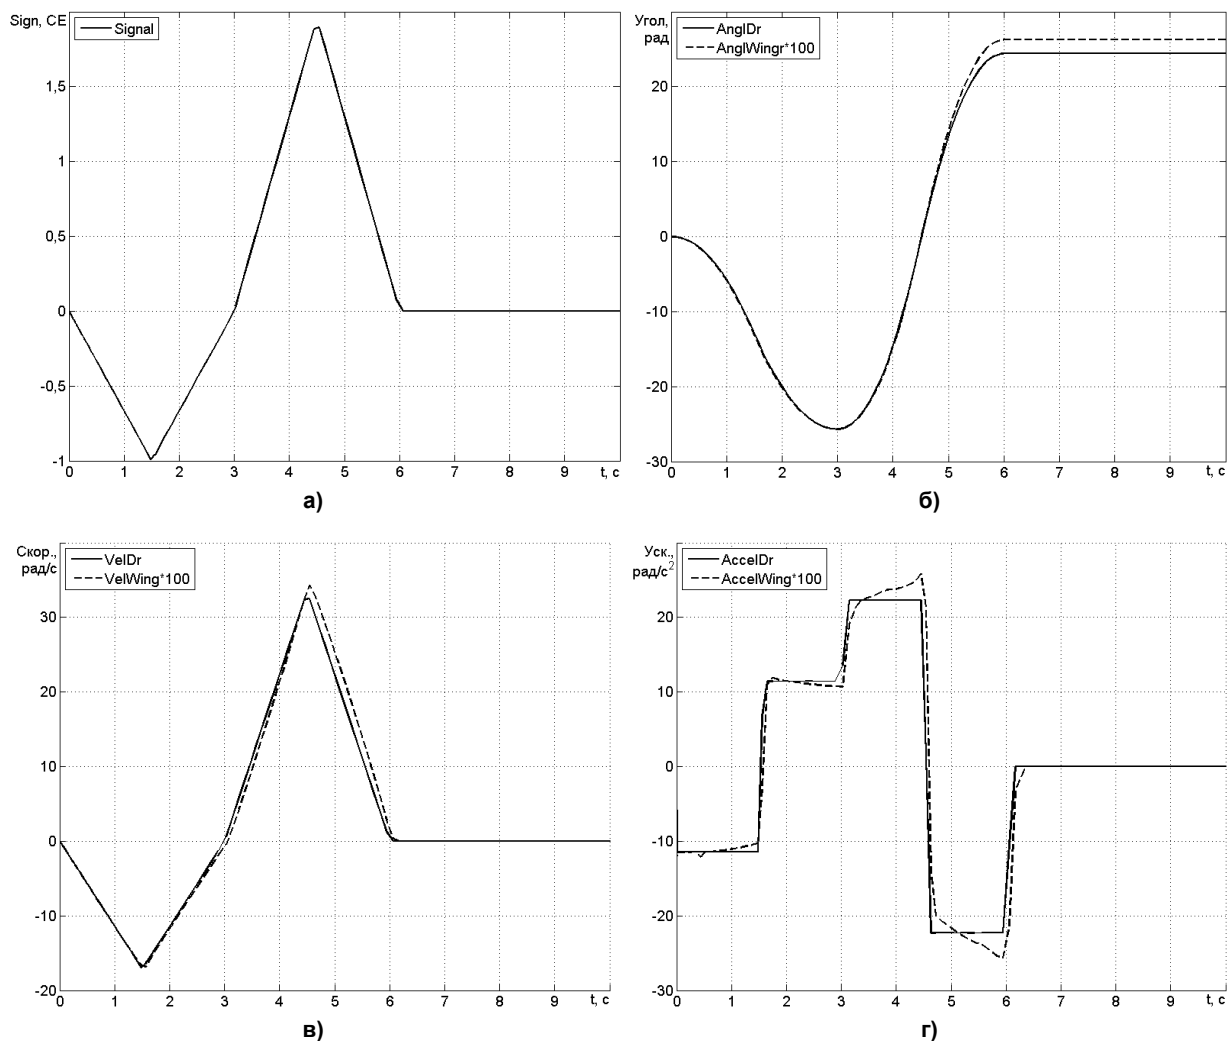 Sign, CE
Signal
1,5
1
0,5
0
-0,5
-1
0 1 2 3 4 5 6 7 8 9 t, c
а)
Угол,
рад
AnglDr
AnglWingr*100
20
10
0
-10
-20
-30
0 1 2 3 4 5 6 7 8 9 t, c
б)
Скор.,
рад/с
VelDr
VelWing*100
30
20
10
0
-10
-20
0 1 2 3 4 5 6 7 8 9 t, c
в)
Уск.,
рад/с²
AccelDr
AccelWing*100
20
10
0
-10
-20
-30
0 1 2 3 4 5 6 7 8 9 t, c
г)